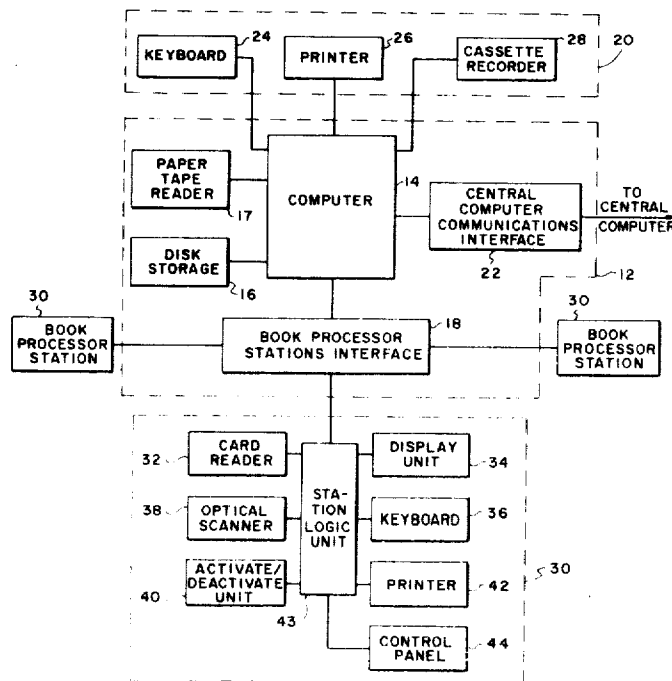 24
KEYBOARD
PRINTER
26
CASSETTE
RECORDER
28
20
PAPER
TAPE
READER
17
COMPUTER
14
CENTRAL
COMPUTER
COMMUNICATIONS
INTERFACE
22
TO
CENTRAL
COMPUTER
DISK
STORAGE
16
12
30
BOOK
PROCESSOR
STATION
18
BOOK PROCESSOR
STATIONS INTERFACE
30
BOOK
PROCESSOR
STATION
CARD
READER
32
STA-
TION
LOGIC
UNIT
43
DISPLAY
UNIT
34
38
OPTICAL
SCANNER
KEYBOARD
36
ACTIVATE/
DEACTIVATE
UNIT
40
PRINTER
42
30
CONTROL
PANEL
44